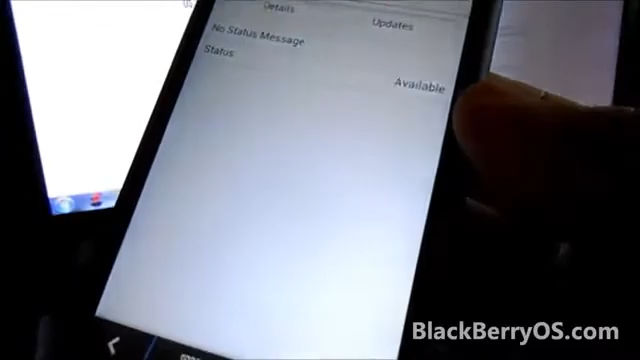 Details
Updates
No Status Message
Status:
Available
BlackBerryOS.com